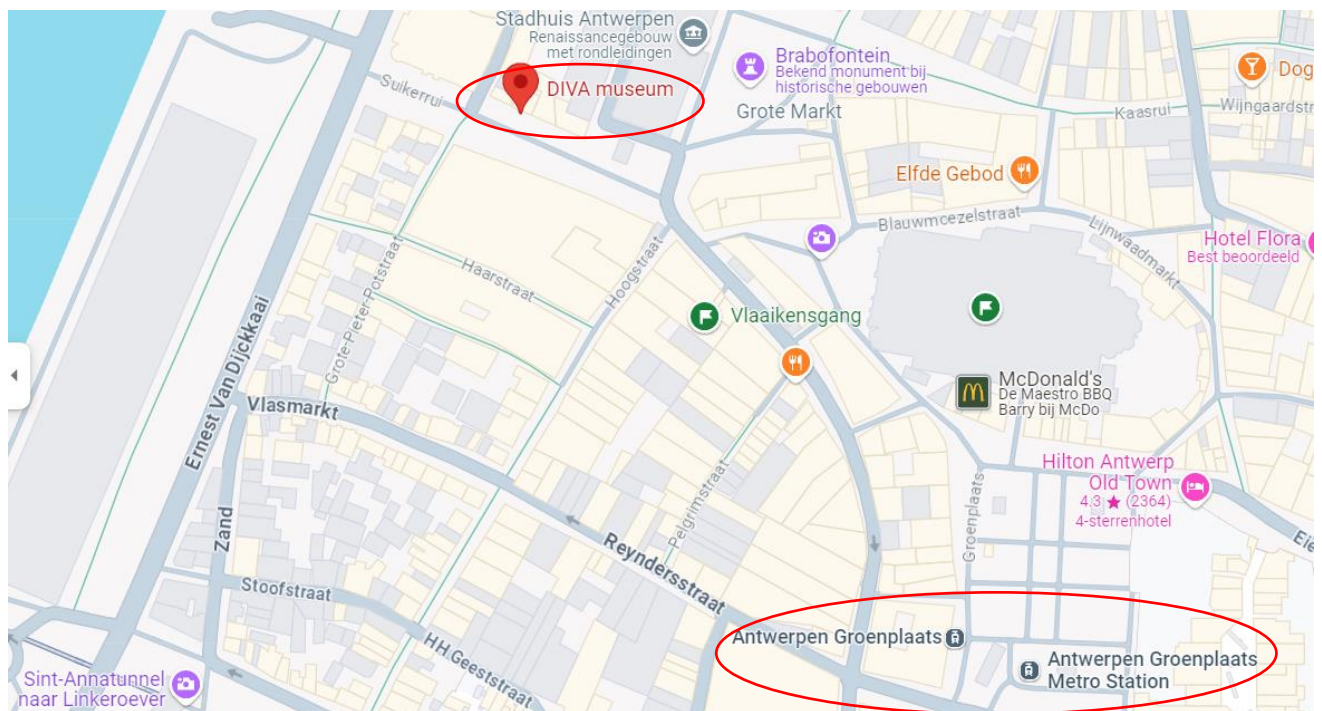 Stadhuis Antwerpen
Renaissancegebouw
met rondleidingen
Brabofontein
Bekend monument bij
historische gebouwen
Dog
DIVA museum
Suikerrui
Grote Markt
Kaasrui
Wijngaardstr
Elfde Gebod
Blauwmoezelstraat
Lijnwaadmarkt
Hotel Flora
Best beoordeeld
Haarstraat
Hoogstraat
Grote-Pieter-Potstraat
Vlaaikensgang
Ernest Van Dijckkaai
McDonald's
De Maestro BBQ
Barry bij McDo
Vlasmarkt
Hilton Antwerp
Old Town
4.3 ★ (2364)
4-sterrenhotel
Pelgrimstraat
Groenplaats
Eie
Zand
Reyndersstraat
Stoofstraat
Antwerpen Groenplaats
HH Geeststraat
Antwerpen Groenplaats
Metro Station
Sint-Annatunnel
naar Linkeroever